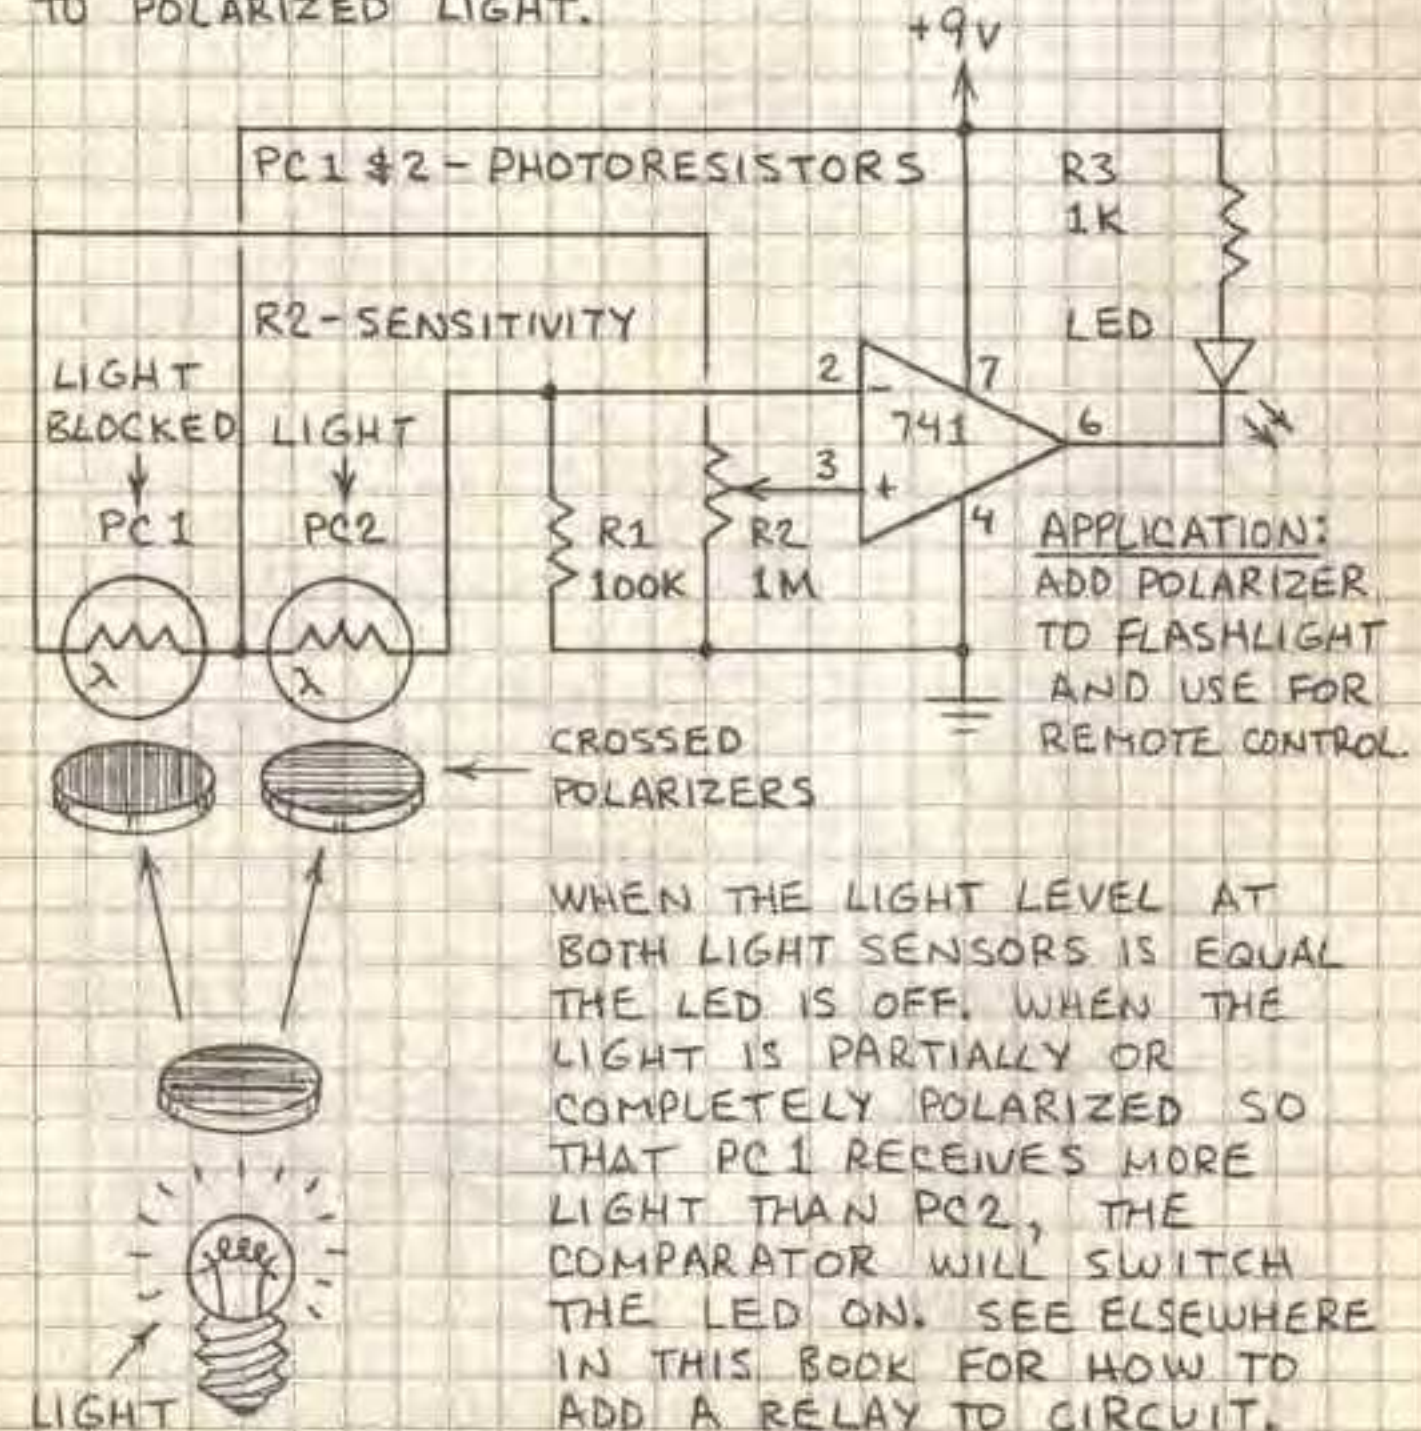 TO POLARIZED LIGHT.
+9V
PC1 & 2 - PHOTORESISTORS
R3
1K
R2-SENSITIVITY
LED
LIGHT
BLOCKED
LIGHT
PC1
PC2
2
-
7
741
6
3
+
4
R1
100K
R2
1M
λ
λ
APPLICATION:
ADD POLARIZER
TO FLASHLIGHT
AND USE FOR
REMOTE CONTROL.
CROSSED
POLARIZERS
WHEN THE LIGHT LEVEL AT
BOTH LIGHT SENSORS IS EQUAL
THE LED IS OFF. WHEN THE
LIGHT IS PARTIALLY OR
COMPLETELY POLARIZED SO
THAT PC1 RECEIVES MORE
LIGHT THAN PC2, THE
COMPARATOR WILL SWITCH
THE LED ON. SEE ELSEWHERE
IN THIS BOOK FOR HOW TO
ADD A RELAY TO CIRCUIT.
LIGHT